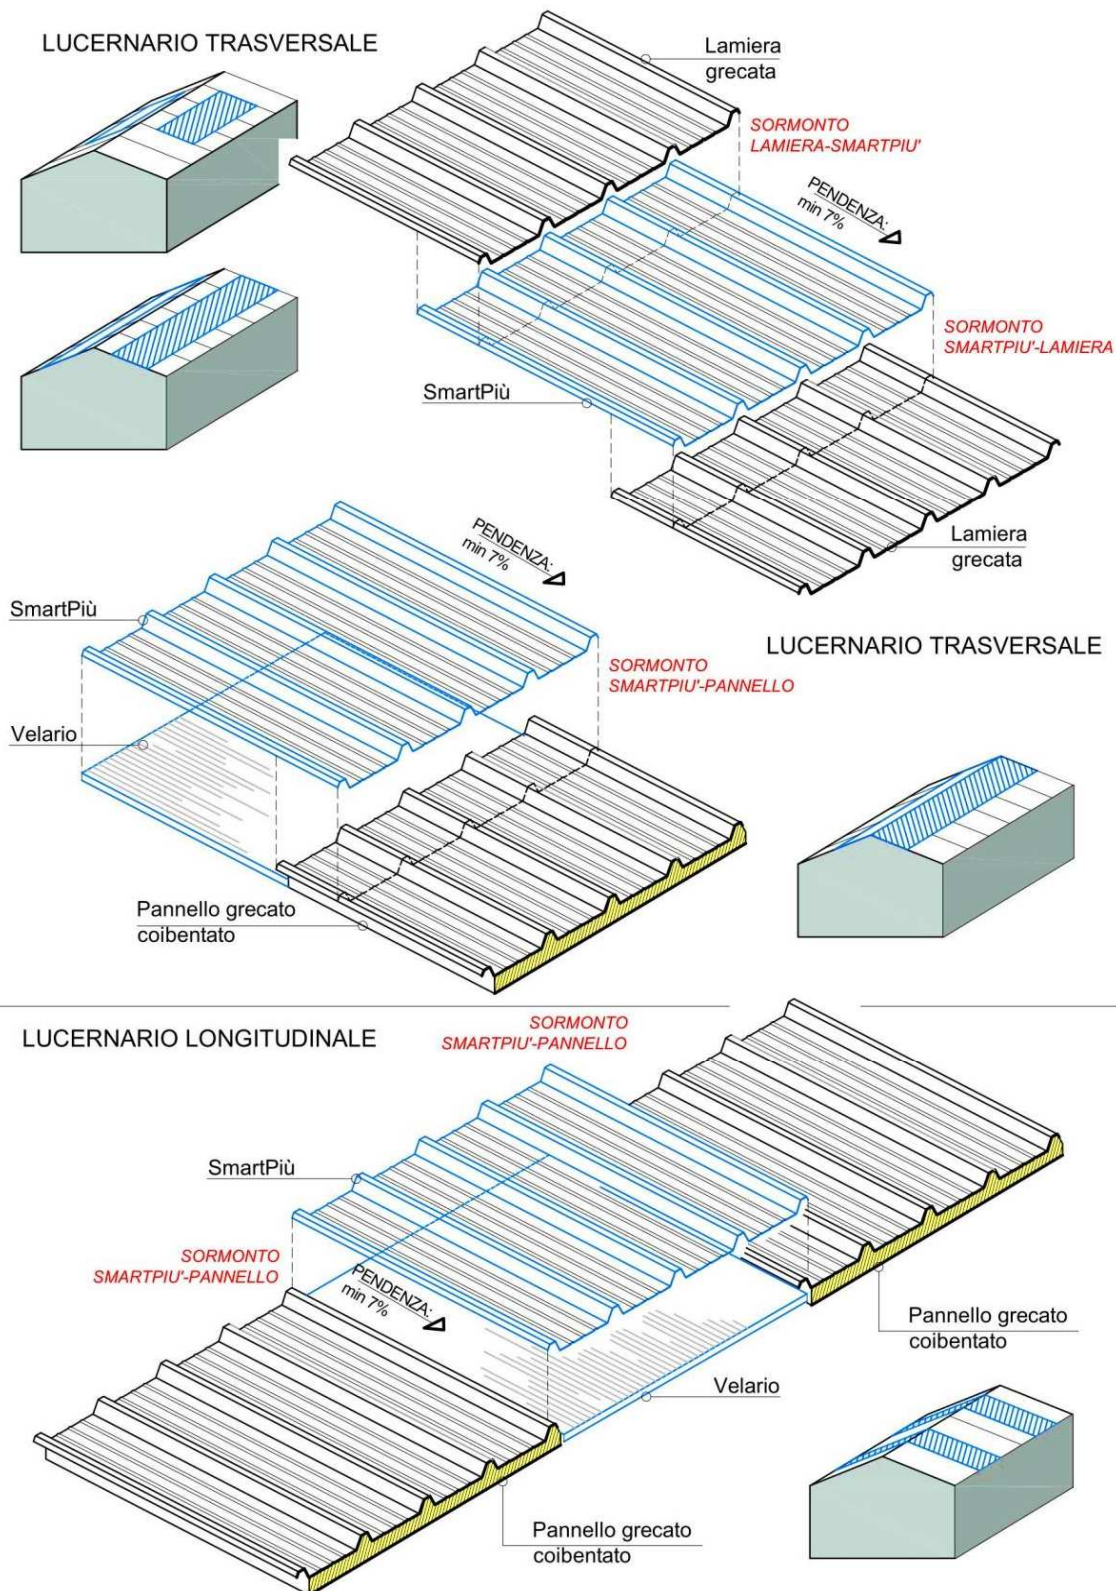 LUCERNARIO TRASVERSALE
Lamiera
grecata
SORMONTO
LAMIERA-SMARTPIU'
PENDENZA:
min 7%
SORMONTO
SMARTPIU'-LAMIERA
SmartPiù
Lamiera
grecata
PENDENZA:
min 7%
SmartPiù
LUCERNARIO TRASVERSALE
SORMONTO
SMARTPIU'-PANNELLO
Velario
Pannello grecato
coibentato
LUCERNARIO LONGITUDINALE
SORMONTO
SMARTPIU'-PANNELLO
SmartPiù
SORMONTO
SMARTPIU'-PANNELLO
PENDENZA:
min 7%
Pannello grecato
coibentato
Velario
Pannello grecato
coibentato